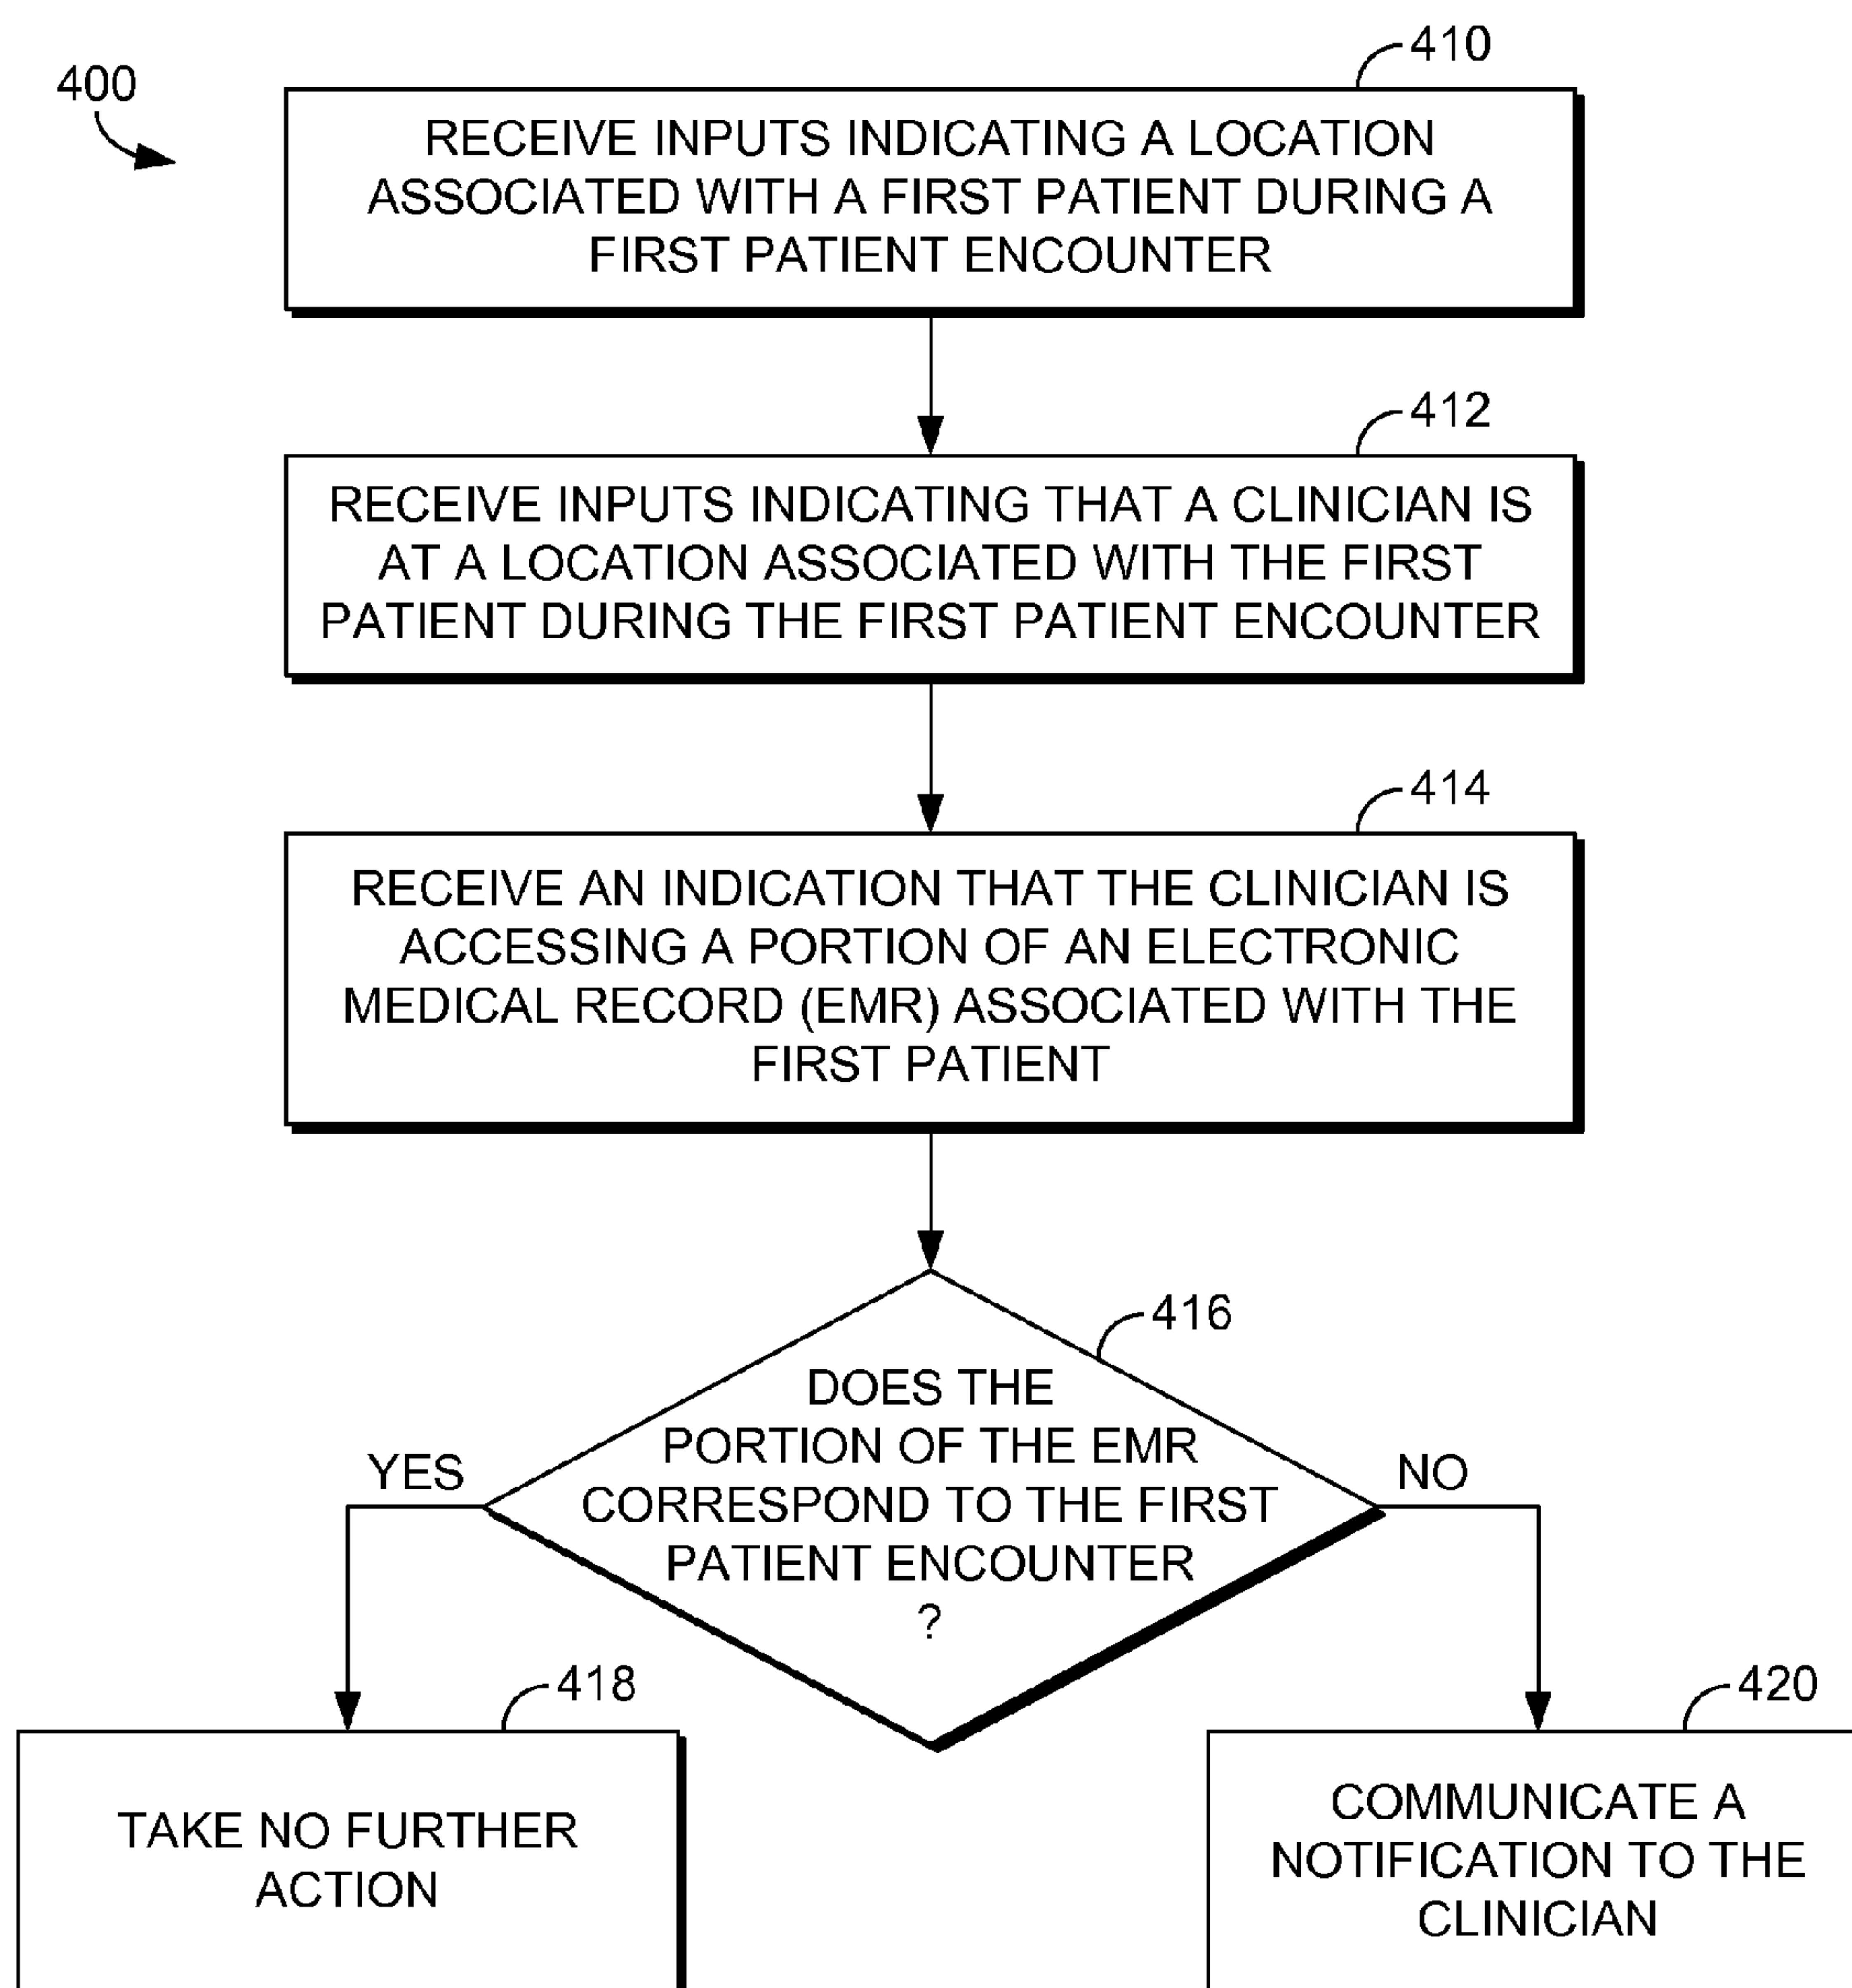 400
410
RECEIVE INPUTS INDICATING A LOCATION
ASSOCIATED WITH A FIRST PATIENT DURING A
FIRST PATIENT ENCOUNTER
412
RECEIVE INPUTS INDICATING THAT A CLINICIAN IS
AT A LOCATION ASSOCIATED WITH THE FIRST
PATIENT DURING THE FIRST PATIENT ENCOUNTER
414
RECEIVE AN INDICATION THAT THE CLINICIAN IS
ACCESSING A PORTION OF AN ELECTRONIC
MEDICAL RECORD (EMR) ASSOCIATED WITH THE
FIRST PATIENT
416
DOES THE
PORTION OF THE EMR
CORRESPOND TO THE FIRST
PATIENT ENCOUNTER
?
YES
NO
418
TAKE NO FURTHER
ACTION
420
COMMUNICATE A
NOTIFICATION TO THE
CLINICIAN